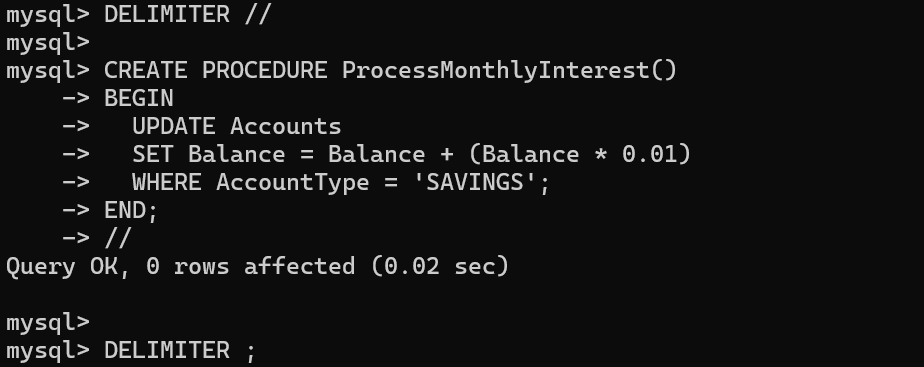 mysql> DELIMITER //
mysql>
mysql> CREATE PROCEDURE ProcessMonthlyInterest()
    -> BEGIN
    ->   UPDATE Accounts
    ->   SET Balance = Balance + (Balance * 0.01)
    ->   WHERE AccountType = 'SAVINGS';
    -> END;
    -> //
Query OK, 0 rows affected (0.02 sec)

mysql>
mysql> DELIMITER ;